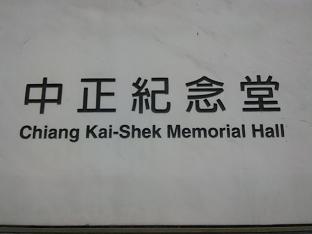 中正紀念堂
Chiang Kai-Shek Memorial Hall